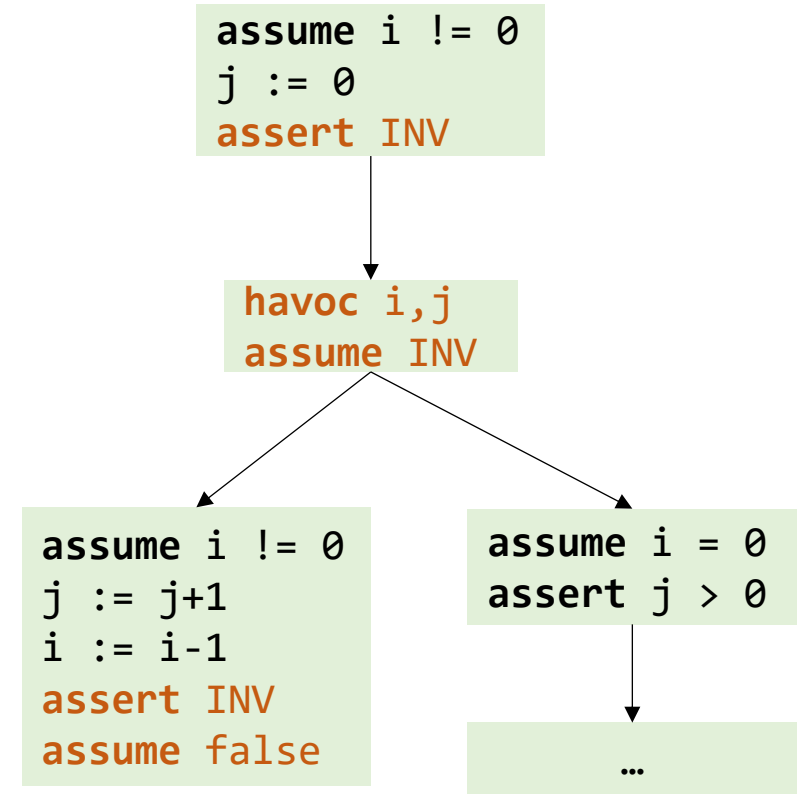 assume i != 0
j := 0
assert INV
havoc i,j
assume INV
assume i != 0
j := j+1
i := i-1
assert INV
assume false
assume i = 0
assert j > 0
…